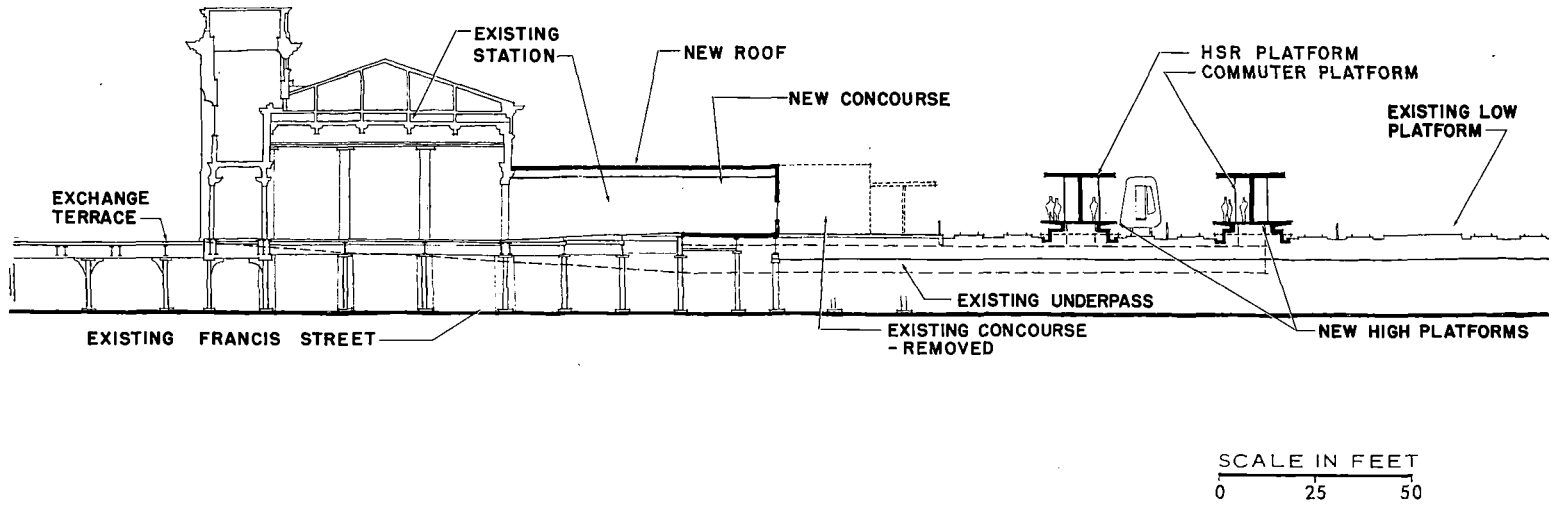 EXISTING
STATION
NEW ROOF
NEW CONCOURSE
HSR PLATFORM
COMMUTER PLATFORM
EXISTING LOW
PLATFORM
EXCHANGE
TERRACE
EXISTING UNDERPASS
EXISTING FRANCIS STREET
EXISTING CONCOURSE
- REMOVED
NEW HIGH PLATFORMS
SCALE IN FEET
0 25 50